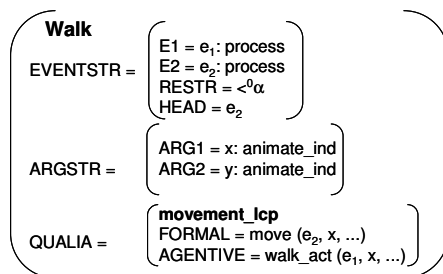 Walk
EVENTSTR =
E1 = e₁: process
E2 = e₂: process
RESTR = <⁰α
HEAD = e₂
ARGSTR =
ARG1 = x: animate_ind
ARG2 = y: animate_ind
QUALIA =
movement_lcp
FORMAL = move (e₂, x, ...)
AGENTIVE = walk_act (e₁, x, ...)